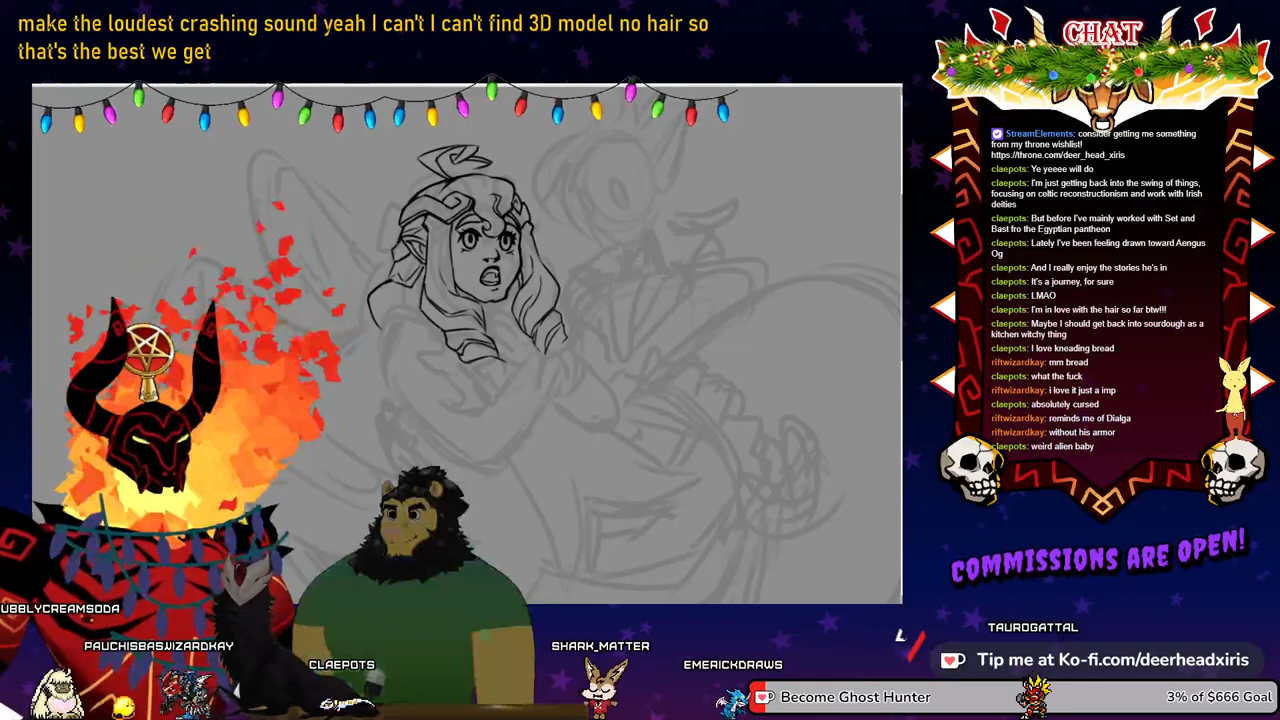 make the loudest crashing sound yeah I can't I can't find 3D model no hair so
that's the best we get
CHAT
StreamElements: consider getting me something
from my throne wishlist!
https://throne.com/deer_head_xiris
claepots: Ye yeeee will do
claepots: I'm just getting back into the swing of things,
focusing on celtic reconstructionism and work with Irish
deities
claepots: But before I've mainly worked with Set and
Bast fro the Egyptian pantheon
claepots: Lately I've been feeling drawn toward Aengus
Og
claepots: And I really enjoy the stories he's in
claepots: It's a journey, for sure
claepots: LMAO
claepots: I'm in love with the hair so far btw!!!
claepots: Maybe I should get back into sourdough as a
kitchen witchy thing
claepots: I love kneading bread
riftwizardkay: mm bread
claepots: what the fuck
riftwizardkay: i love it just a imp
claepots: absolutely cursed
riftwizardkay: reminds me of Dialga
riftwizardkay: without his armor
claepots: weird alien baby
COMMISSIONS ARE OPEN!
UBBLYCREAMSODA
PAUCHISBASWIZARDKAY
CLAEPOTS
SHARK_MATTER
EMERICKDRAWS
TAUROGATTAL
Tip me at Ko-fi.com/deerheadxiris
Become Ghost Hunter
3% of $666 Goal